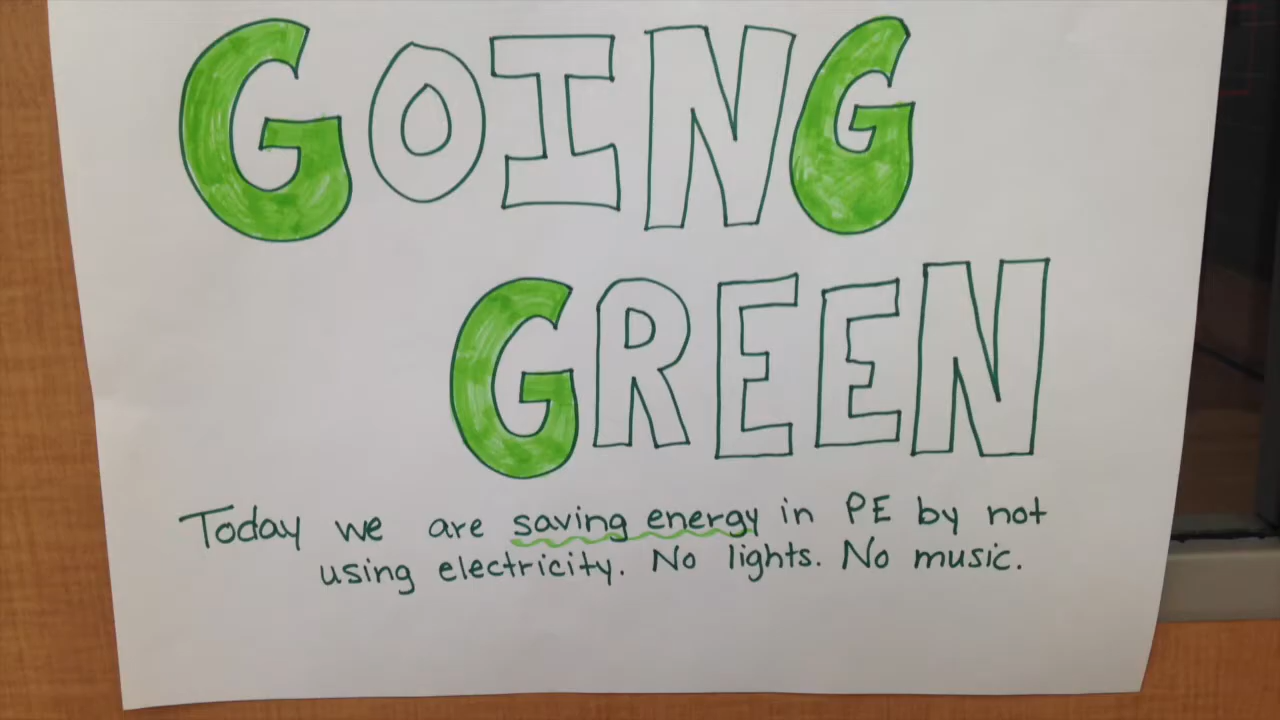 GOING
GREEN
Today we are saving energy in PE by not
using electricity. No lights. No music.